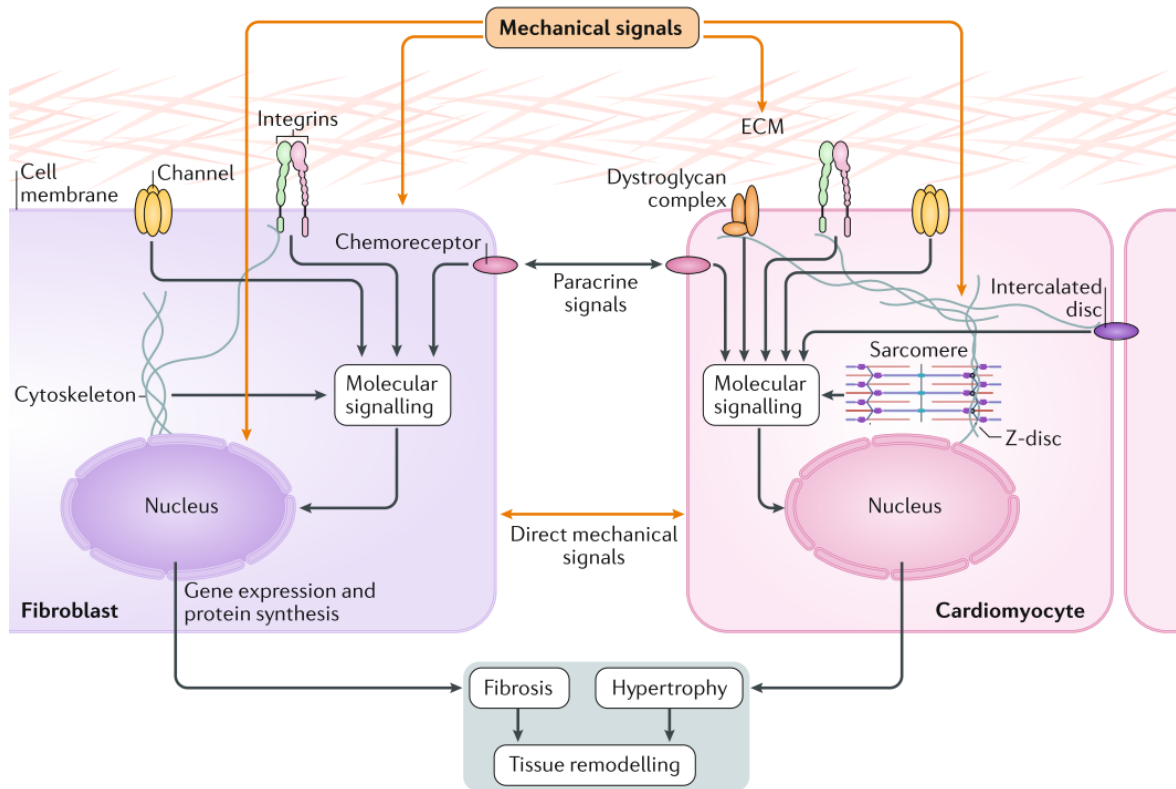 Mechanical signals
Integrins
ECM
Cell
membrane
Channel
Dystroglycan
complex
Chemoreceptor
Paracrine
signals
Intercalated
disc
Sarcomere
Cytoskeleton
Molecular
signalling
Molecular
signalling
Z-disc
Nucleus
Nucleus
Direct mechanical
signals
Gene expression and
protein synthesis
Fibroblast
Cardiomyocyte
Fibrosis
Hypertrophy
Tissue remodelling